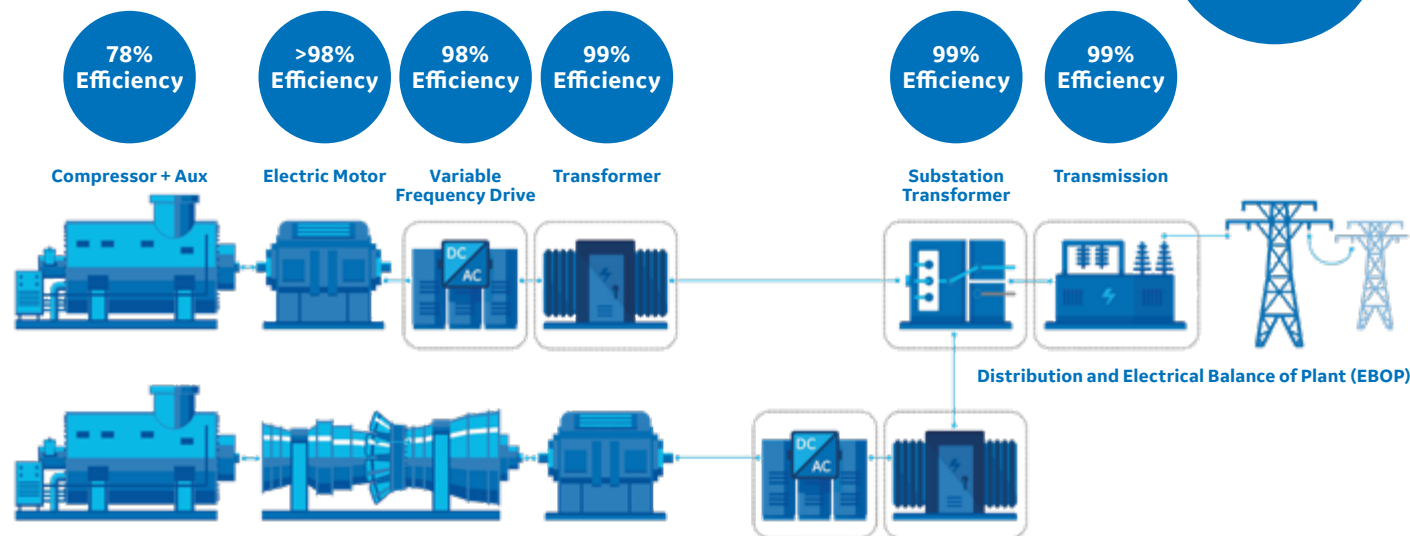 78%
Efficiency
>98%
Efficiency
98%
Efficiency
99%
Efficiency
99%
Efficiency
99%
Efficiency
Compressor + Aux
Electric Motor
Variable
Frequency Drive
Transformer
Substation
Transformer
Transmission
DC
AC
Distribution and Electrical Balance of Plant (EBOP)
DC
AC